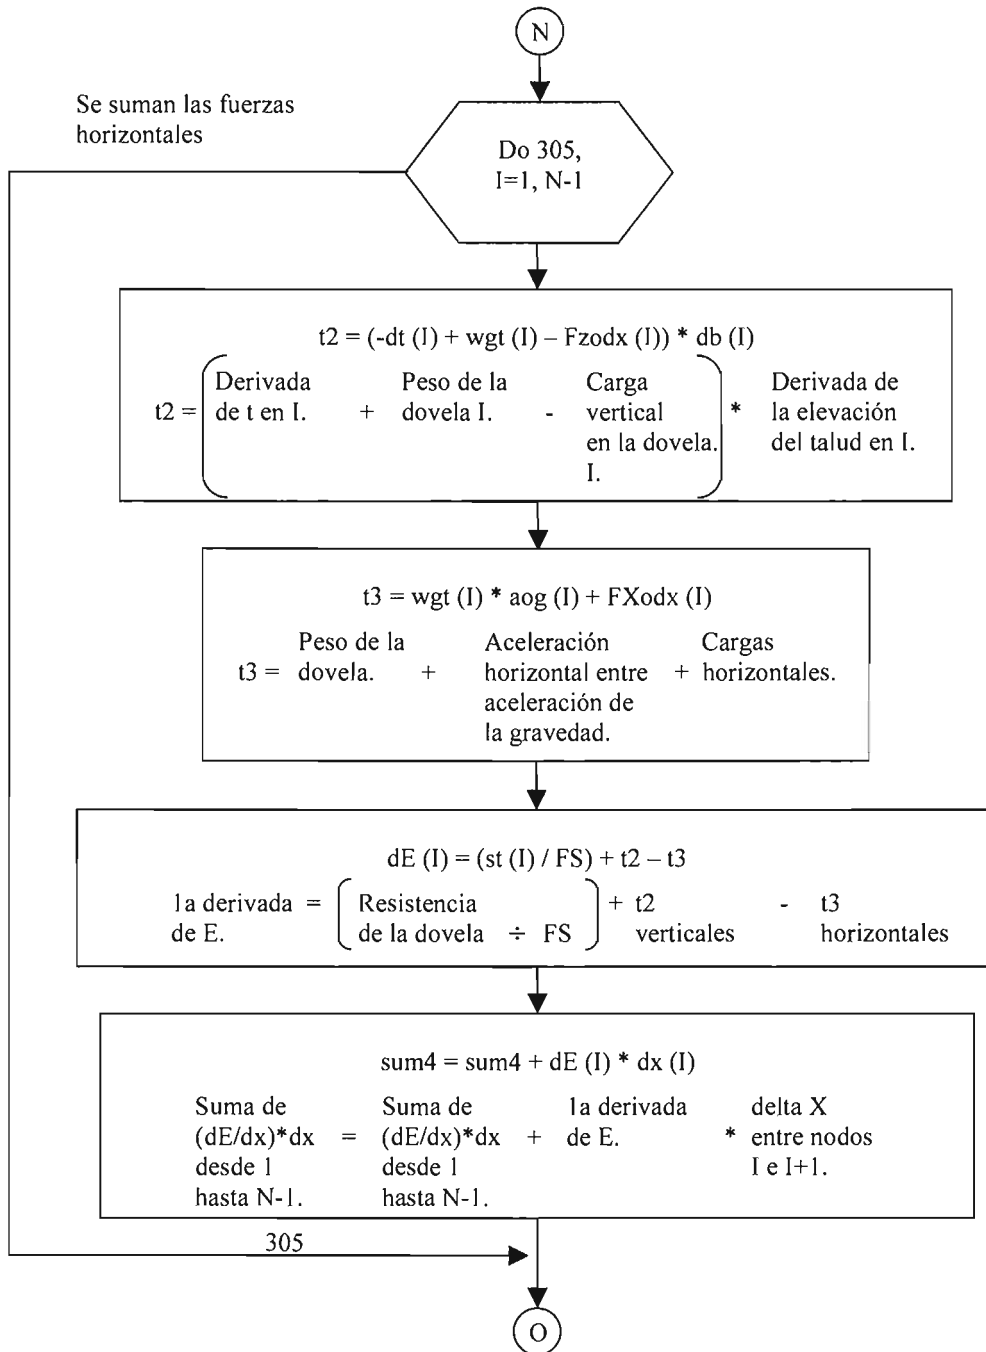 N
Se suman las fuerzas
horizontales
Do 305,
I=1, N-1
t2 = (-dt (I) + wgt (I) – Fzodx (I)) * db (I)
Derivada Peso de la Carga Derivada de
t2 = de t en I. + dovela I. - vertical * la elevación
en la dovela. del talud en I.
I.
t3 = wgt (I) * aog (I) + FXodx (I)
Peso de la Aceleración Cargas
t3 = dovela. + horizontal entre + horizontales.
aceleración de
la gravedad.
dE (I) = (st (I) / FS) + t2 – t3
1a derivada = Resistencia + t2 - t3
de E. de la dovela ÷ FS verticales horizontales
sum4 = sum4 + dE (I) * dx (I)
Suma de Suma de 1a derivada delta X
(dE/dx)*dx = (dE/dx)*dx + de E. * entre nodos
desde 1 desde 1 I e I+1.
hasta N-1. hasta N-1.
305
O